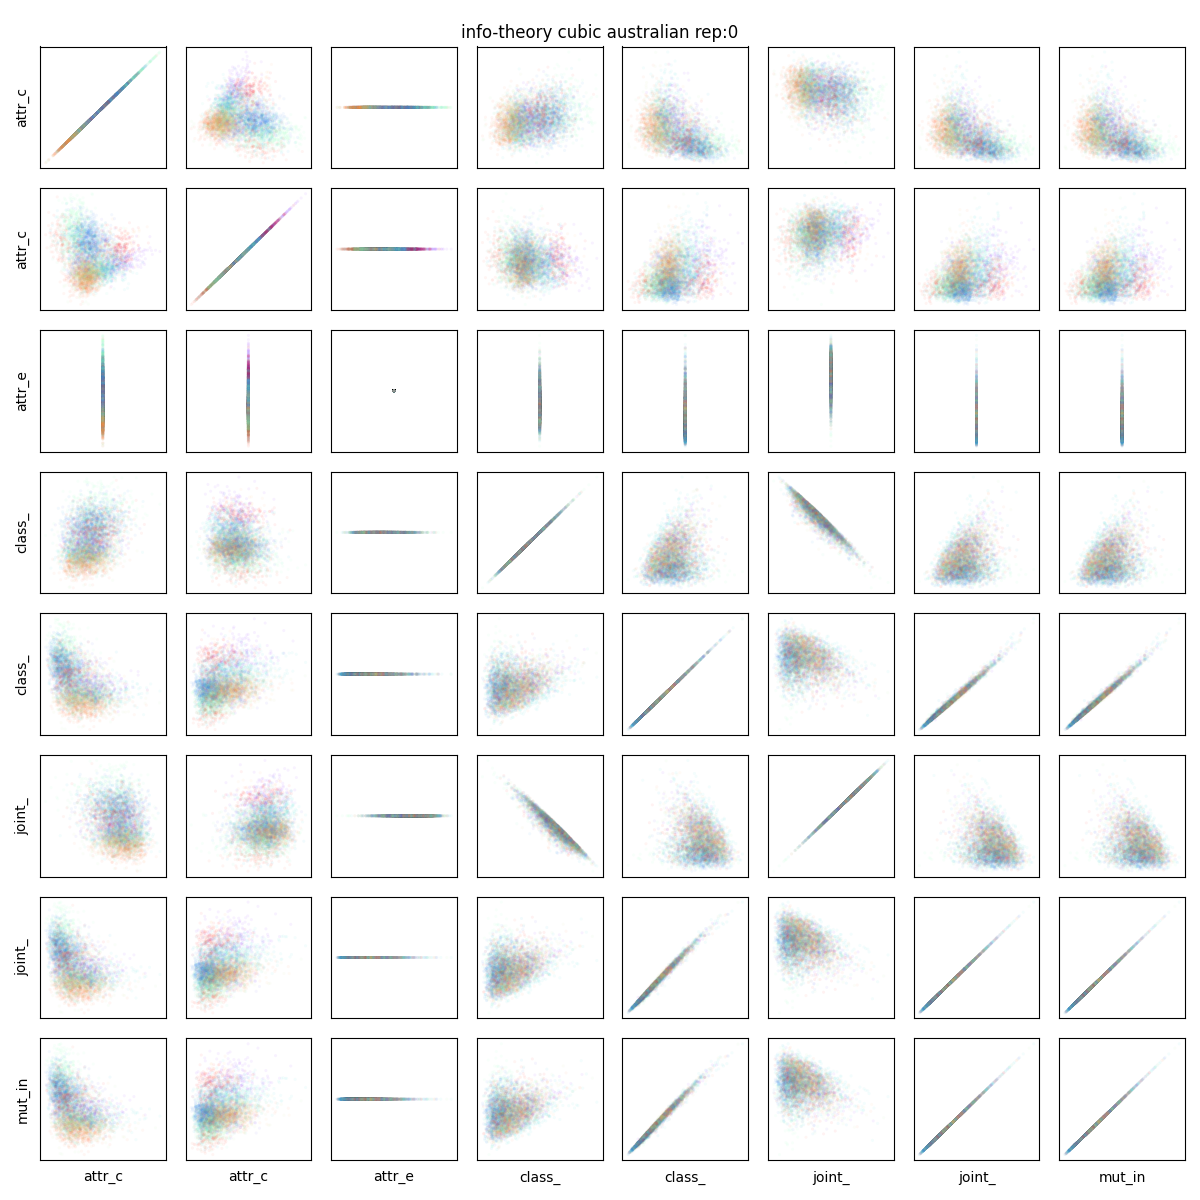 info-theory cubic australian rep:0
attr_c
attr_c
attr_e
class_
class_
joint_
joint_
mut_in
attr_c attr_c attr_e class_ class_ joint_ joint_ mut_in